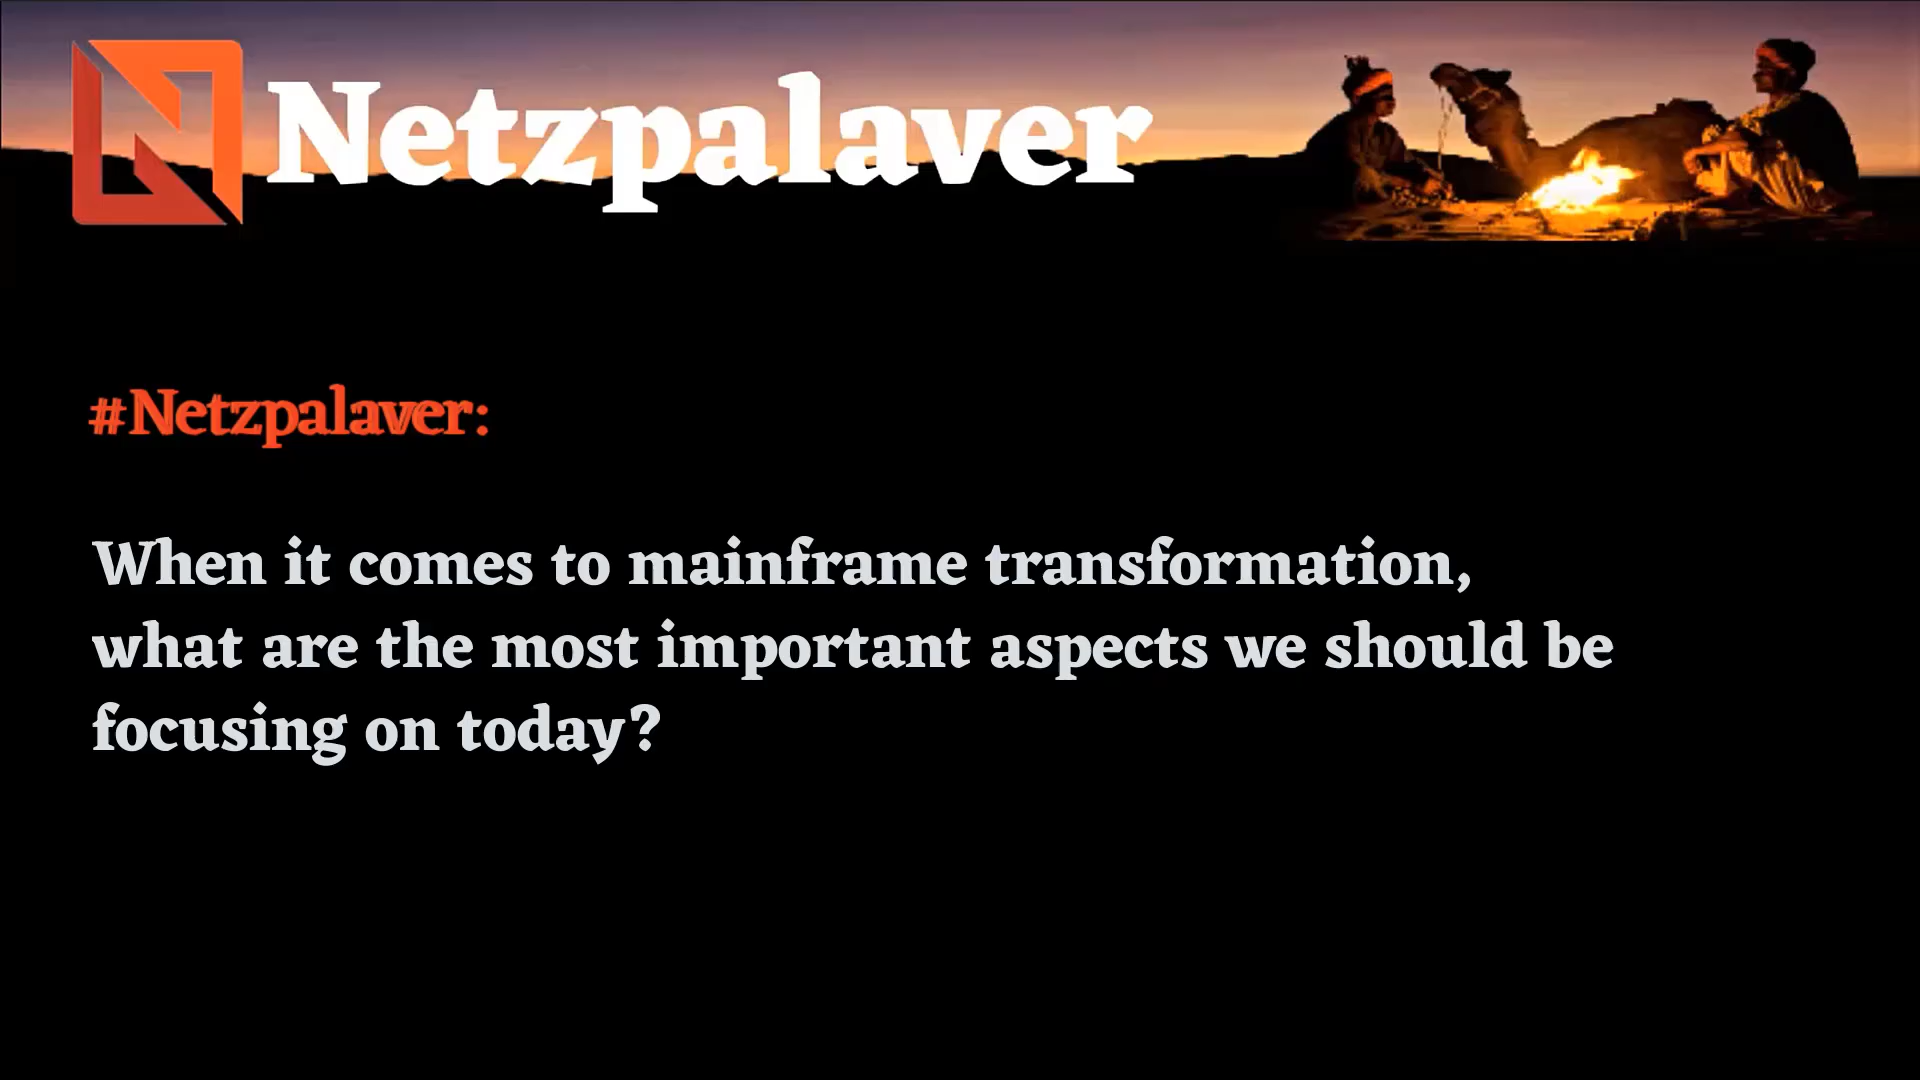 Netzpalaver
#Netzpalaver:
When it comes to mainframe transformation,
what are the most important aspects we should be
focusing on today?